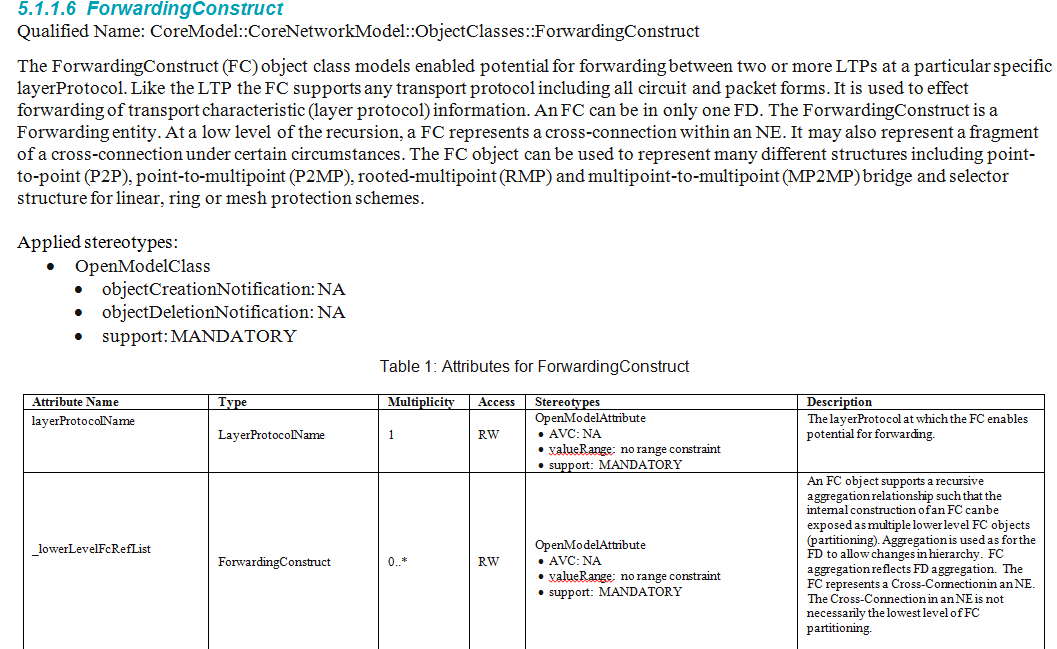 5.1.1.6 ForwardingConstruct
Qualified Name: CoreModel::CoreNetworkModel::ObjectClasses::ForwardingConstruct
The ForwardingConstruct (FC) object class models enabled potential for forwarding between two or more LTPs at a particular specific
layerProtocol. Like the LTP the FC supports any transport protocol including all circuit and packet forms. It is used to effect
forwarding of transport characteristic (layer protocol) information. An FC can be in only one FD. The ForwardingConstruct is a
Forwarding entity. At a low level of the recursion, a FC represents a cross-connection within an NE. It may also represent a fragment
of a cross-connection under certain circumstances. The FC object can be used to represent many different structures including point-
to-point (P2P), point-to-multipoint (P2MP), rooted-multipoint (RMP) and multipoint-to-multipoint (MP2MP) bridge and selector
structure for linear, ring or mesh protection schemes.
Applied stereotypes:
• OpenModelClass
• objectCreationNotification: NA
• objectDeletionNotification: NA
• support: MANDATORY
Table 1: Attributes for ForwardingConstruct
Attribute Name Type Multiplicity Access Stereotypes Description
layerProtocolName
LayerProtocolName
1
RW
OpenModelAttribute
• AVC: NA
• valueRange: no range constraint
• support: MANDATORY
The layerProtocol at which the FC enables
potential for forwarding.
_lowerLevelFcRefList
ForwardingConstruct
0..*
RW
OpenModelAttribute
• AVC: NA
• valueRange: no range constraint
• support: MANDATORY
An FC object supports a recursive
aggregation relationship such that the
internal construction of an FC can be
exposed as multiple lower level FC objects
(partitioning). Aggregation is used as for the
FD to allow changes in hierarchy. FC
aggregation reflects FD aggregation. The
FC represents a Cross-Connection in an NE.
The Cross-Connection in an NE is not
necessarily the lowest level of FC
partitioning.